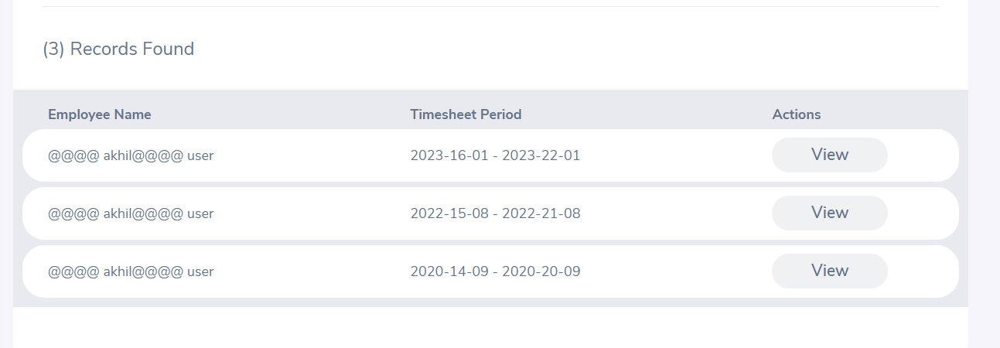 (3) Records Found
Employee Name Timesheet Period Actions
@@@@ akhil@@@@ user 2023-16-01 - 2023-22-01 View
@@@@ akhil@@@@ user 2022-15-08 - 2022-21-08 View
@@@@ akhil@@@@ user 2020-14-09 - 2020-20-09 View